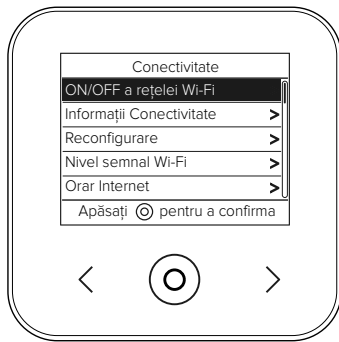 Conectivitate
ON/OFF a rețelei Wi-Fi
Informații Conectivitate >
Reconfigurare >
Nivel semnal Wi-Fi >
Orar Internet >
Apăsați ⌾ pentru a confirma